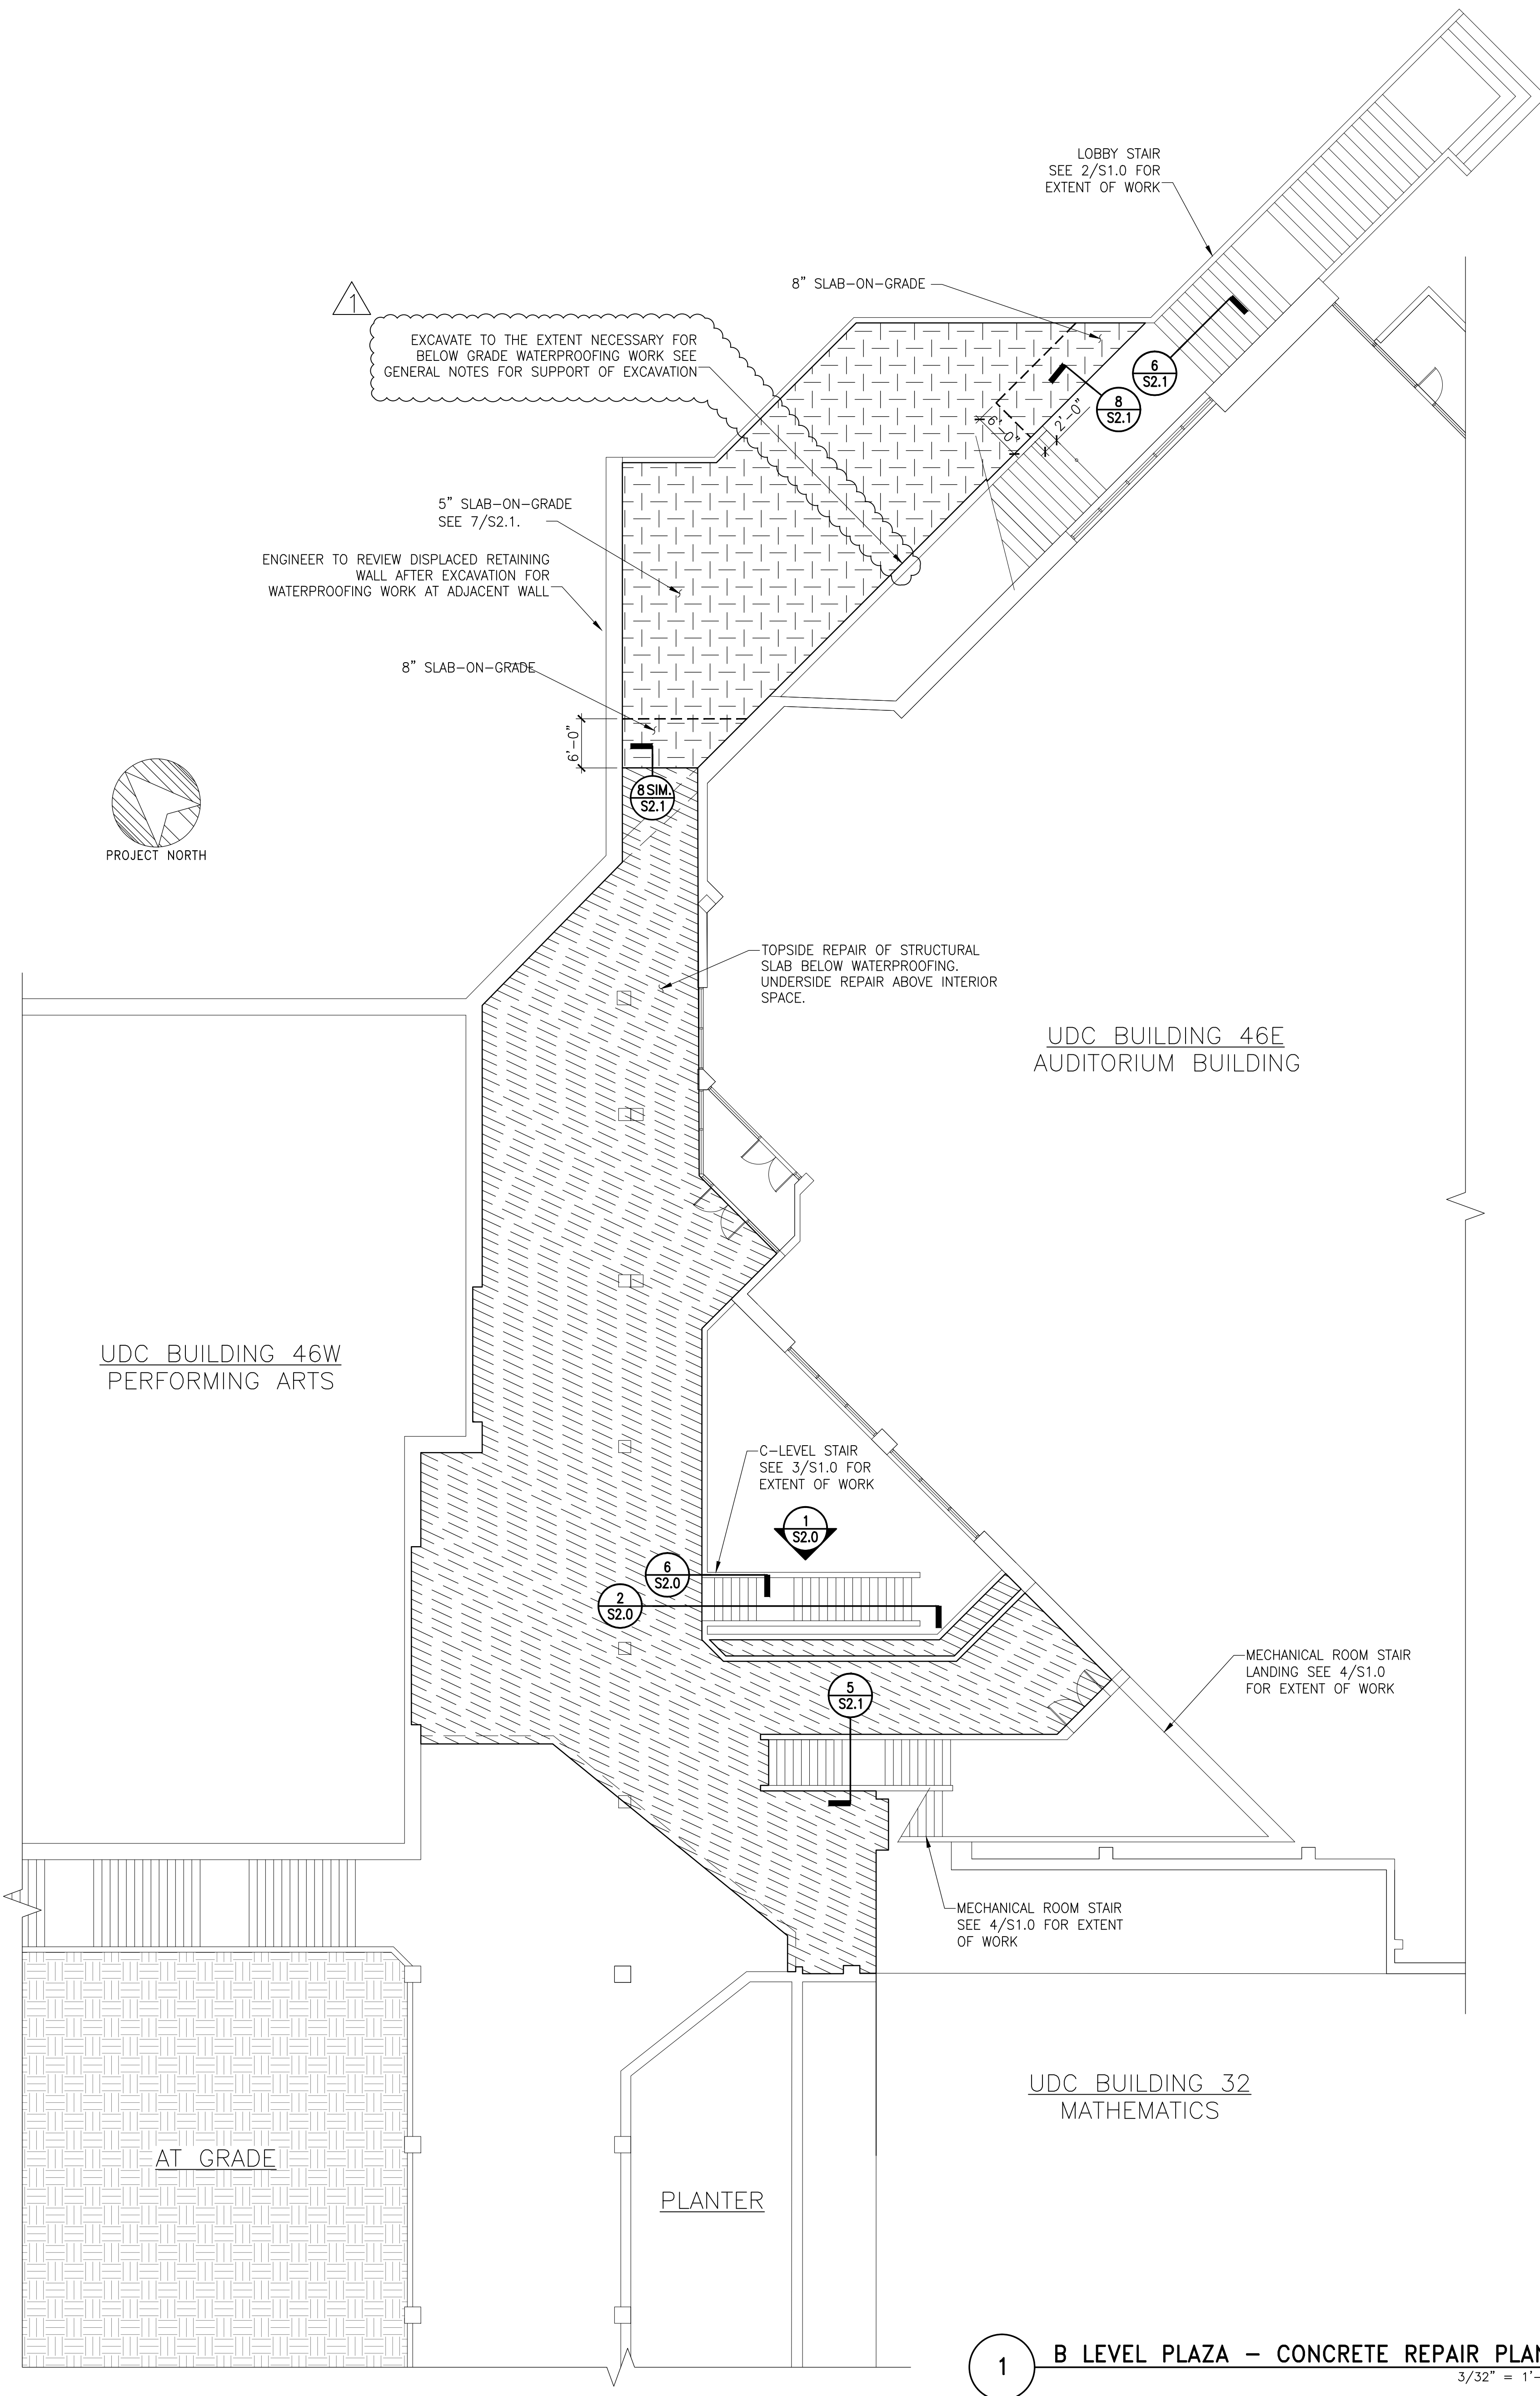 LOBBY STAIR
SEE 2/S1.0 FOR
EXTENT OF WORK
8" SLAB-ON-GRADE
1
EXCAVATE TO THE EXTENT NECESSARY FOR
BELOW GRADE WATERPROOFING WORK SEE
GENERAL NOTES FOR SUPPORT OF EXCAVATION
6
S2.1
8
S2.1
6'-0"
2'-0"
5" SLAB-ON-GRADE
SEE 7/S2.1.
ENGINEER TO REVIEW DISPLACED RETAINING
WALL AFTER EXCAVATION FOR
WATERPROOFING WORK AT ADJACENT WALL
8" SLAB-ON-GRADE
6'-0"
8 SIM.
S2.1
PROJECT NORTH
TOPSIDE REPAIR OF STRUCTURAL
SLAB BELOW WATERPROOFING.
UNDERSIDE REPAIR ABOVE INTERIOR
SPACE.
UDC BUILDING 46E
AUDITORIUM BUILDING
UDC BUILDING 46W
PERFORMING ARTS
C-LEVEL STAIR
SEE 3/S1.0 FOR
EXTENT OF WORK
1
S2.0
6
S2.0
2
S2.0
5
S2.1
MECHANICAL ROOM STAIR
LANDING SEE 4/S1.0
FOR EXTENT OF WORK
MECHANICAL ROOM STAIR
SEE 4/S1.0 FOR EXTENT
OF WORK
UDC BUILDING 32
MATHEMATICS
AT GRADE
PLANTER
1
B LEVEL PLAZA - CONCRETE REPAIR PLAN
3/32" = 1'-